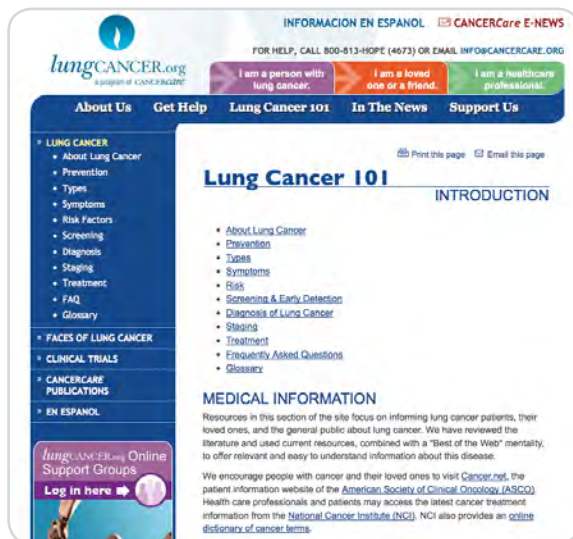 INFORMACION EN ESPANOL CANCERCare E-NEWS
FOR HELP, CALL 800-813-HOPE (4673) OR EMAIL INFO@CANCERCARE.ORG
lungCANCER.org
a program of CANCERcare
I am a person with
lung cancer.
I am a loved
one or a friend.
I am a healthcare
professional.
About Us Get Help Lung Cancer 101 In The News Support Us
LUNG CANCER
About Lung Cancer
Prevention
Types
Symptoms
Risk Factors
Screening
Diagnosis
Staging
Treatment
FAQ
Glossary
FACES OF LUNG CANCER
CLINICAL TRIALS
CANCERCARE
PUBLICATIONS
EN ESPANOL
lungCANCER.org Online
Support Groups
Log in here
Print this page Email this page
Lung Cancer 101
INTRODUCTION
About Lung Cancer
Prevention
Types
Symptoms
Risk
Screening & Early Detection
Diagnosis of Lung Cancer
Staging
Treatment
Frequently Asked Questions
Glossary
MEDICAL INFORMATION
Resources in this section of the site focus on informing lung cancer patients, their
loved ones, and the general public about lung cancer. We have reviewed the
literature and used current resources, combined with a "Best of the Web" mentality,
to offer relevant and easy to understand information about this disease.
We encourage people with cancer and their loved ones to visit Cancer.net, the
patient information website of the American Society of Clinical Oncology (ASCO).
Health care professionals and patients may access the latest cancer treatment
information from the National Cancer Institute (NCI). NCI also provides an online
dictionary of cancer terms.